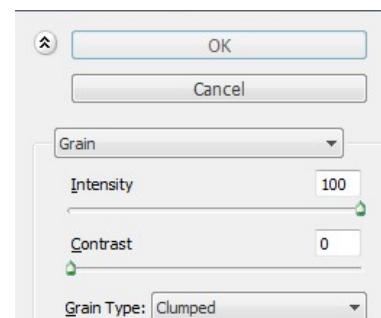 OK
Cancel
Grain
Intensity 100
Contrast 0
Grain Type: Clumped